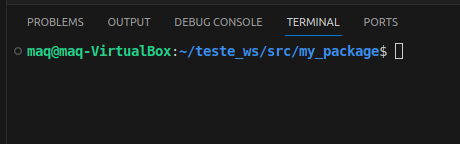 PROBLEMS OUTPUT DEBUG CONSOLE TERMINAL PORTS
maq@maq-VirtualBox:~/teste_ws/src/my_package$